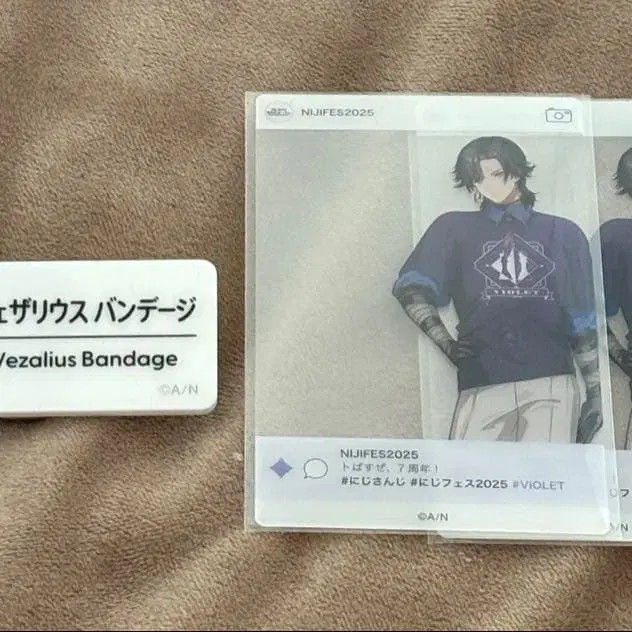 ェザリウス バンデージ
Vezalius Bandage
©A/N
NIJIFES2025
VIOLET
NIJIFES2025
トばすぜ、7周年！
#にじさんじ #にじフェス2025 #ViOLET
©A/N